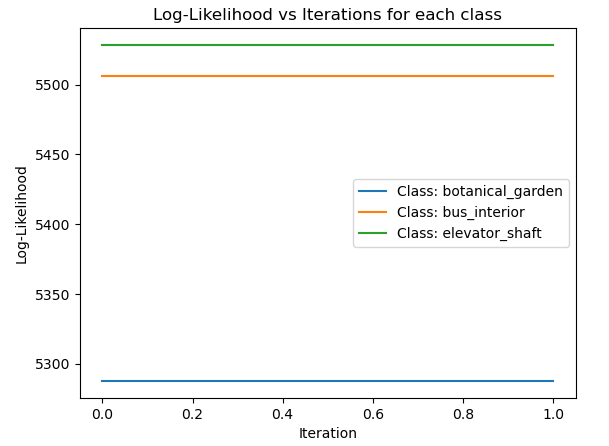 Log-Likelihood vs Iterations for each class
Log-Likelihood
5500
5450
5400
5350
5300
Class: botanical_garden
Class: bus_interior
Class: elevator_shaft
0.0 0.2 0.4 0.6 0.8 1.0
Iteration